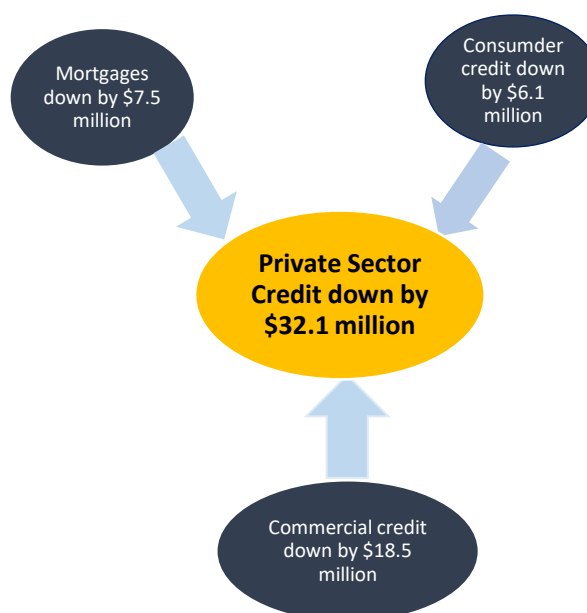 Mortgages
down by $7.5
million
Consumder
credit down
by $6.1
million
Private Sector
Credit down by
$32.1 million
Commercial credit
down by $18.5
million